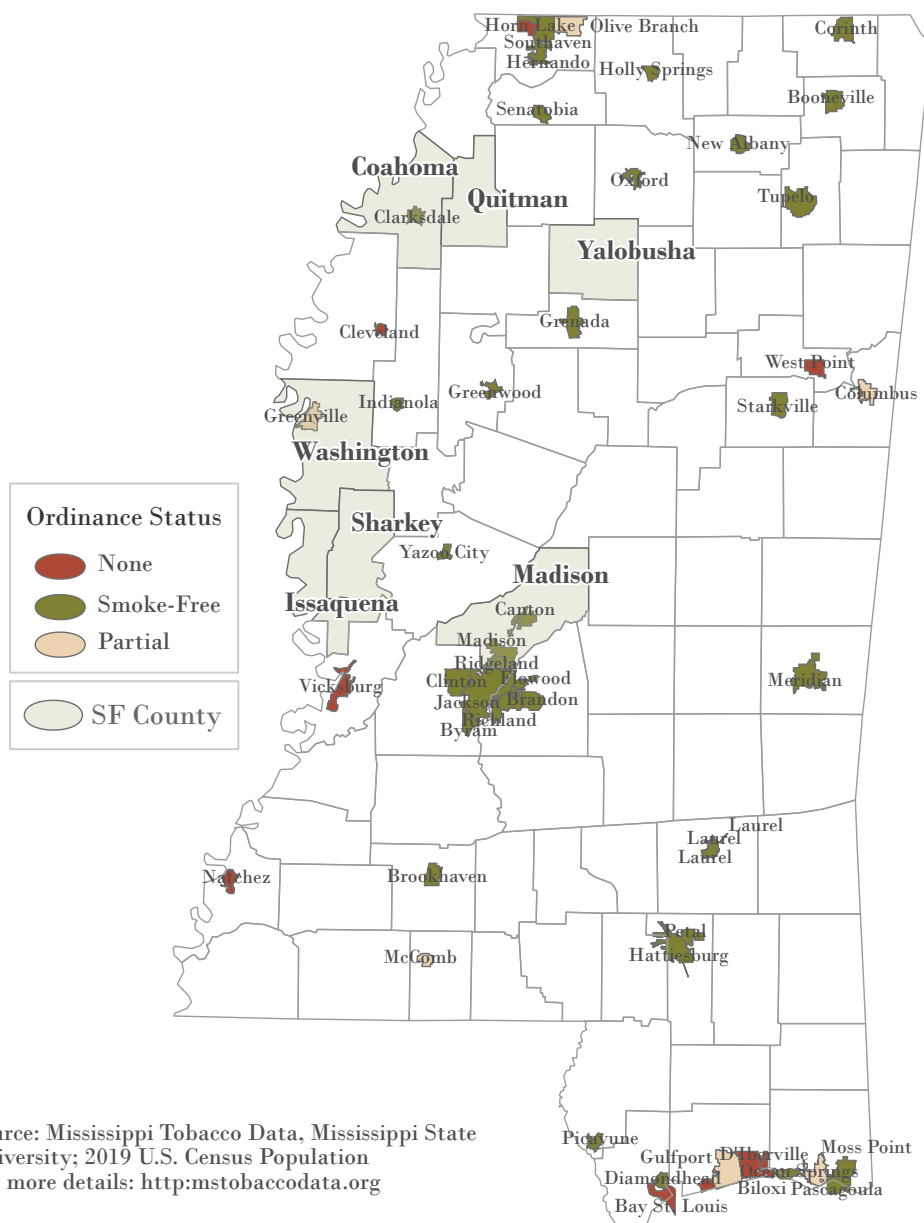 Horn Lake
Olive Branch
Corinth
Southaven
Hernando
Holly Springs
Booneville
Senatobia
New Albany
Coahoma
Oxford
Quitman
Tupelo
Clarksdale
Yalobusha
Grenada
Cleveland
West Point
Greenwood
Columbus
Indianola
Starkville
Greenville
Washington
Ordinance Status
None
Smoke-Free
Partial
SF County
Sharkey
Yazoo City
Madison
Issaquena
Canton
Madison
Ridgeland
Clinton
Flowood
Vicksburg
Meridian
Jackson
Brandon
Richland
Byram
Laurel
Laurel
Laurel
Natchez
Brookhaven
Petal
McComb
Hattiesburg
urce: Mississippi Tobacco Data, Mississippi State
iversity; 2019 U.S. Census Population
r more details: http:mstobaccodata.org
Picayune
Gulfport
D'Iberville
Moss Point
Diamondhead
Ocean Springs
Biloxi
Pascagoula
Bay St. Louis